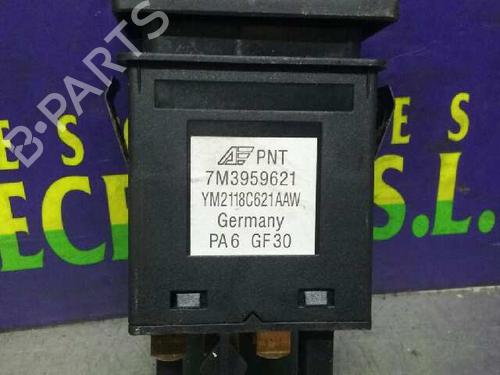 B-PARTS
PNT
7M3959621
YM2118C621AAW
Germany
PA6 GF30
S.L.